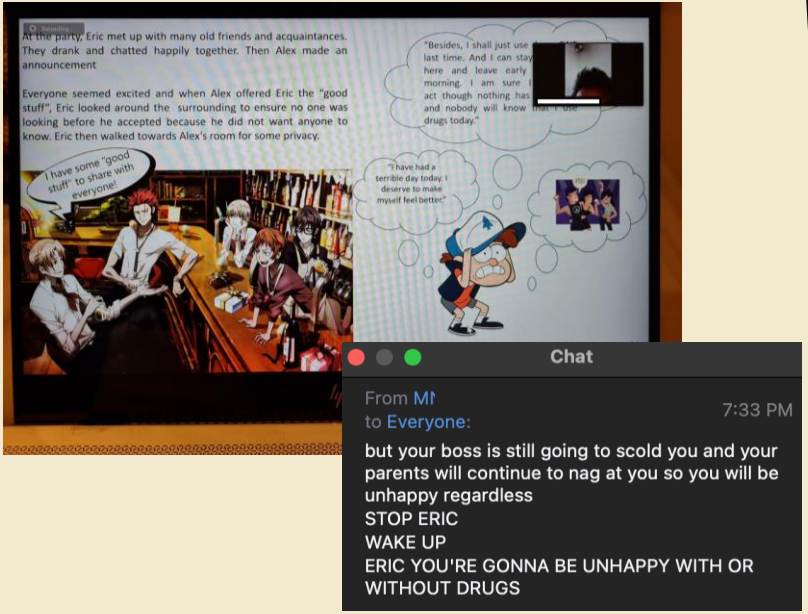 Recording
At the party, Eric met up with many old friends and acquaintances.
They drank and chatted happily together. Then Alex made an
announcement
Everyone seemed excited and when Alex offered Eric the "good
stuff", Eric looked around the surrounding to ensure no one was
looking before he accepted because he did not want anyone to
know. Eric then walked towards Alex's room for some privacy.
I have some "good
stuff" to share with
everyone!
"Besides, I shall just use
last time. And I can stay
here and leave early
morning. I am sure I
act though nothing has
and nobody will know that I use
drugs today."
"I have had a
terrible day today. I
deserve to make
myself feel better."
Chat
From MN
to Everyone:
7:33 PM
but your boss is still going to scold you and your
parents will continue to nag at you so you will be
unhappy regardless
STOP ERIC
WAKE UP
ERIC YOU'RE GONNA BE UNHAPPY WITH OR
WITHOUT DRUGS